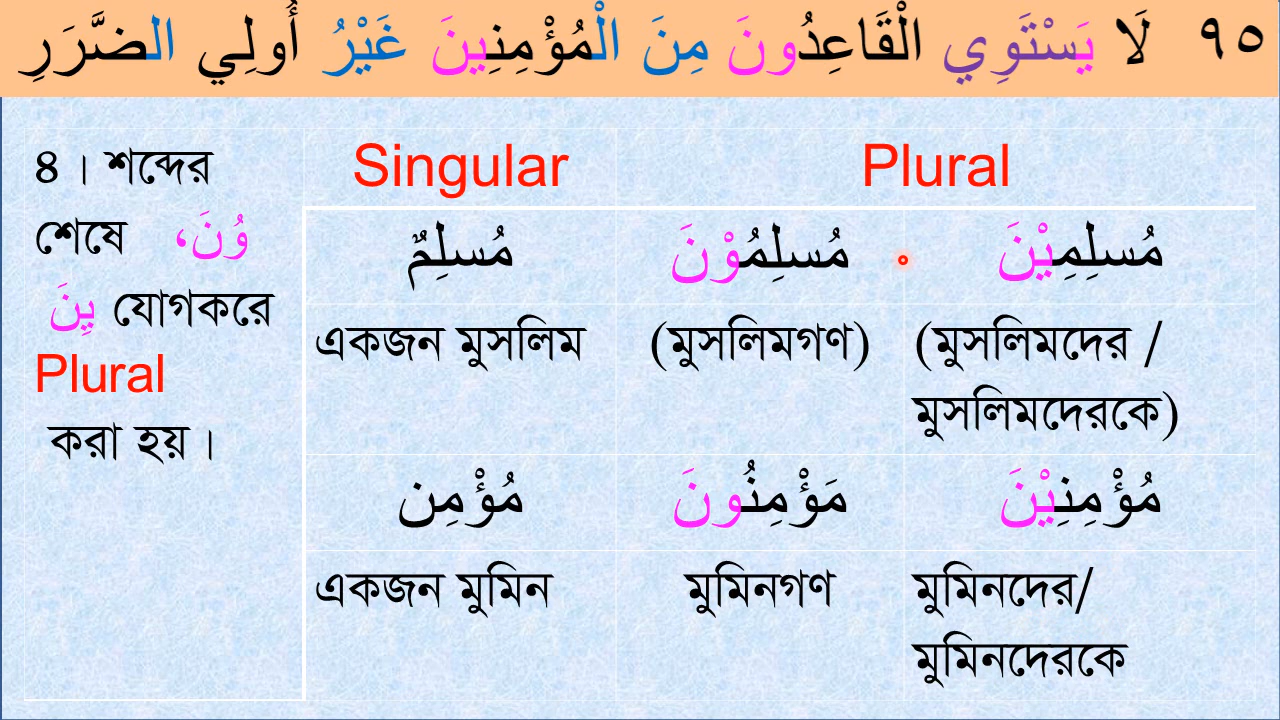 ٩٥ لَا يَسْتَوِي الْقَاعِدُونَ مِنَ الْمُؤْمِنِينَ غَيْرُ أُولِي الضَّرَرِ
৪। শব্দের
শেষে وُنَ،
يِنَ যোগকরে
Plural
করা হয়।
Singular Plural
مُسلِمٌ مُسلِمُوْنَ مُسلِمِيْنَ
একজন মুসলিম (মুসলিমগণ) (মুসলিমদের /
মুসলিমদেরকে)
مُؤْمِن مَؤْمِنُونَ مُؤْمِنِيْنَ
একজন মুমিন মুমিনগণ মুমিনদের/
মুমিনদেরকে